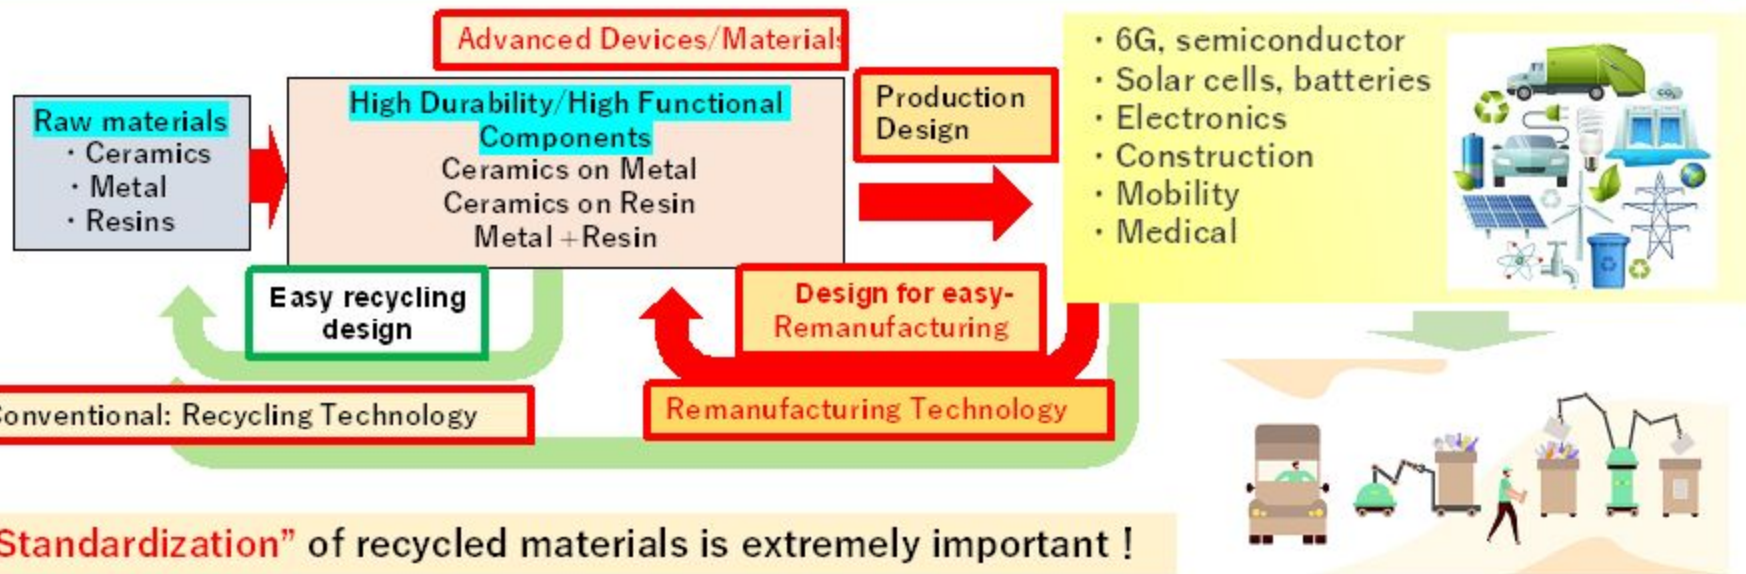 Advanced Devices/Materials
Raw materials
・Ceramics
・Metal
・Resins
High Durability/High Functional
Components
Ceramics on Metal
Ceramics on Resin
Metal +Resin
Production
Design
・6G, semiconductor
・Solar cells, batteries
・Electronics
・Construction
・Mobility
・Medical
CO₂
Easy recycling
design
Design for easy-
Remanufacturing
Conventional: Recycling Technology
Remanufacturing Technology
Standardization” of recycled materials is extremely important !